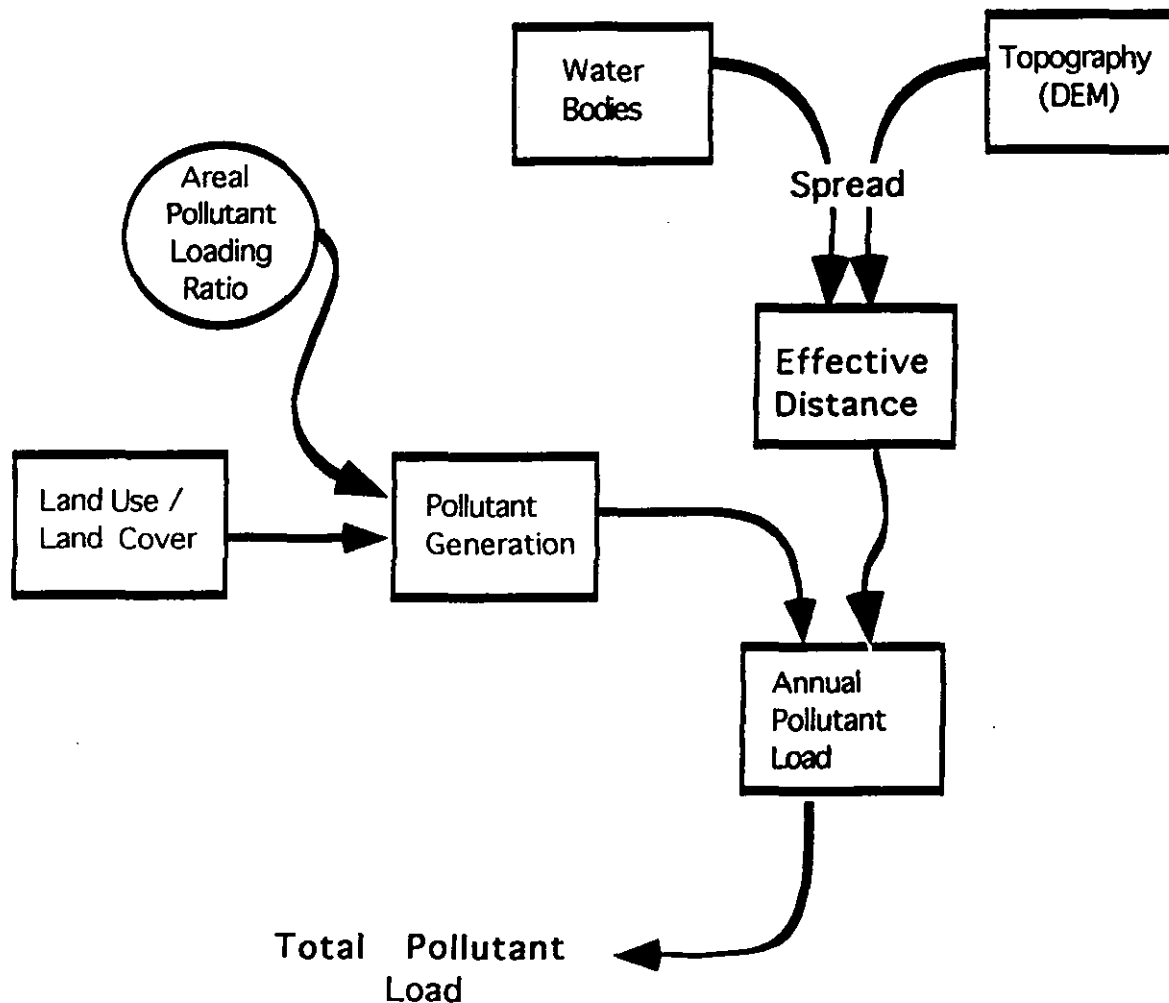 Water
Bodies
Topography
(DEM)
Spread
Areal
Pollutant
Loading
Ratio
Effective
Distance
Land Use /
Land Cover
Pollutant
Generation
Annual
Pollutant
Load
Total Pollutant
Load